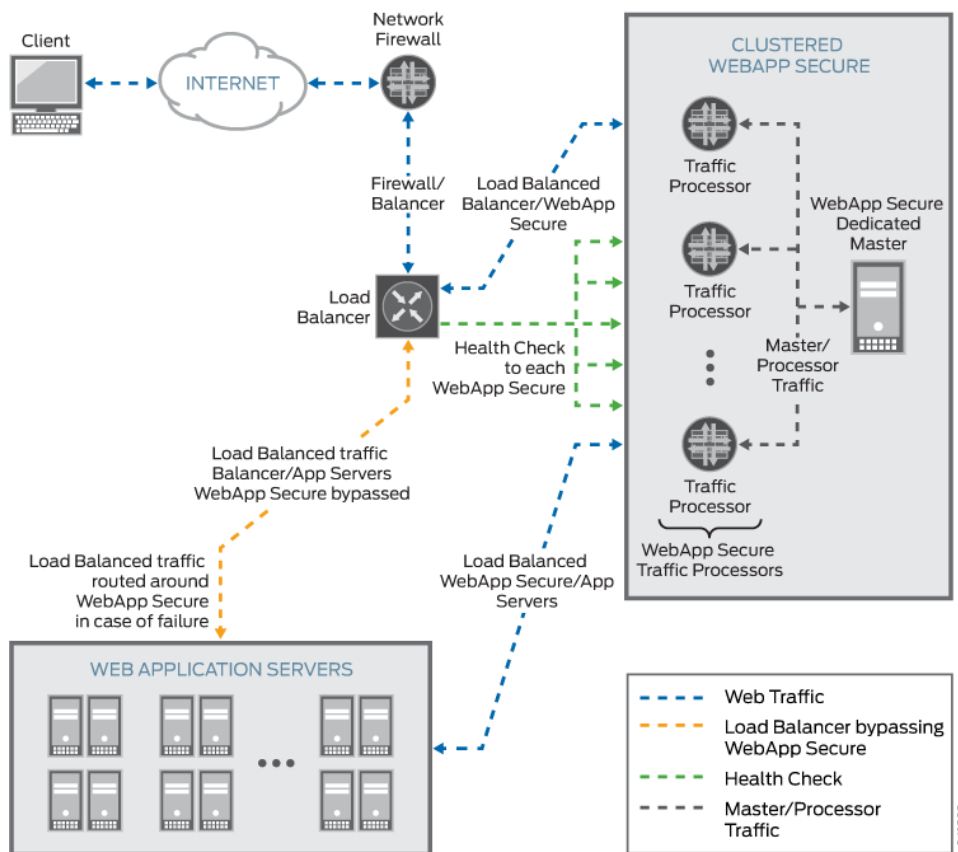 Client
INTERNET
Network
Firewall
Firewall/
Balancer
Load
Balancer
Load Balanced
Balancer/WebApp
Secure
Health Check
to each
WebApp Secure
CLUSTERED
WEBAPP SECURE
Traffic
Processor
Traffic
Processor
Traffic
Processor
WebApp Secure
Dedicated
Master
Master/
Processor
Traffic
WebApp Secure
Traffic Processors
Load Balanced traffic
Balancer/App Servers
WebApp Secure bypassed
Load Balanced traffic
routed around
WebApp Secure
in case of failure
Load Balanced
WebApp Secure/App
Servers
WEB APPLICATION SERVERS
Web Traffic
Load Balancer bypassing
WebApp Secure
Health Check
Master/Processor
Traffic